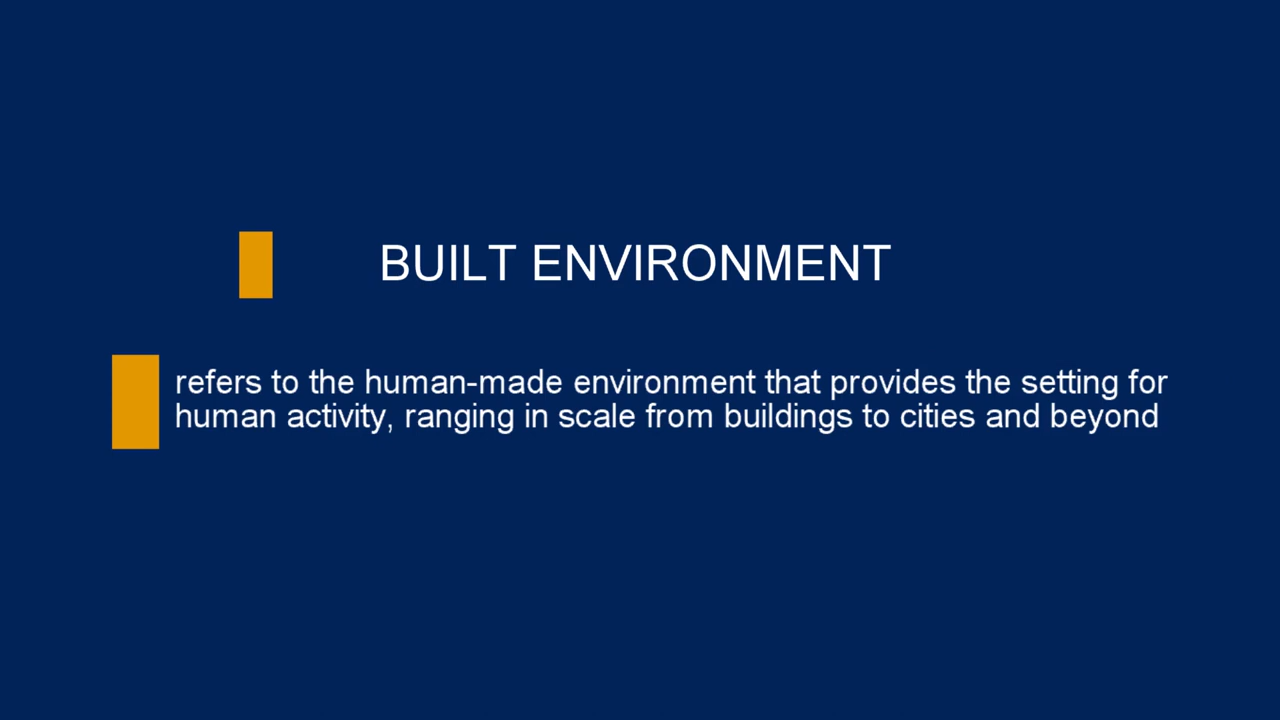 BUILT ENVIRONMENT
refers to the human-made environment that provides the setting for
human activity, ranging in scale from buildings to cities and beyond